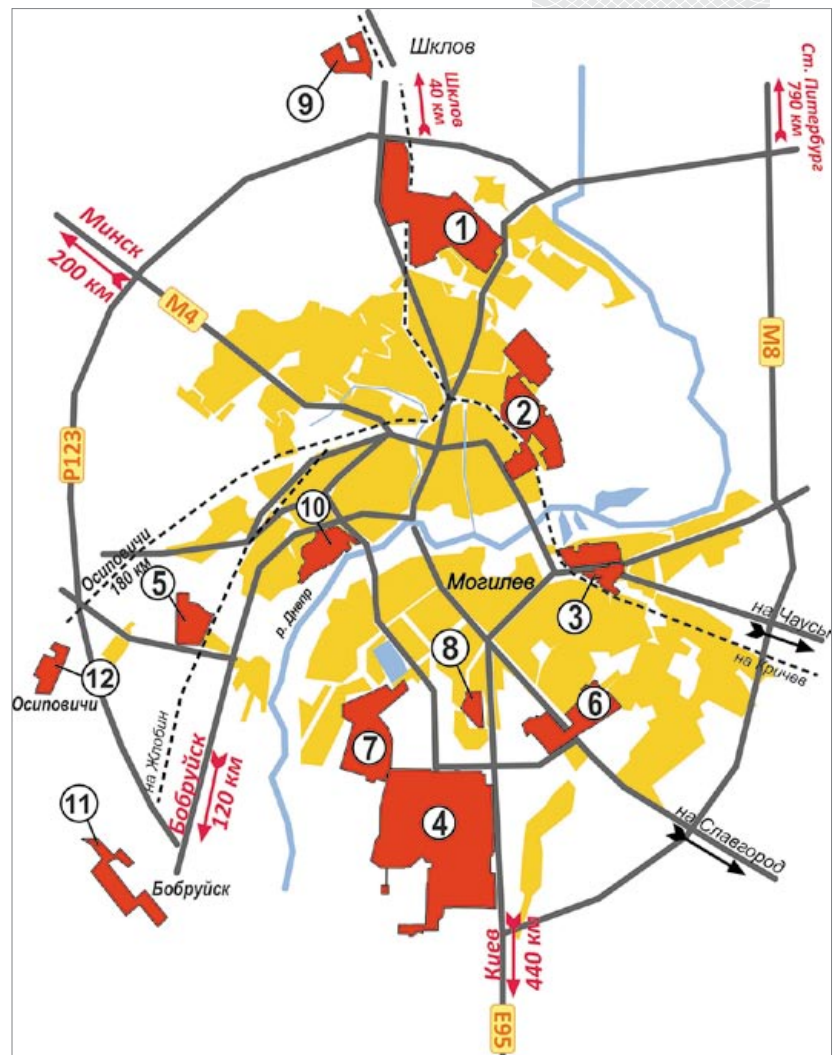 Шклов
9
Шклов
40 км
Ст. Питербург
790 км
1
Минск
200 км
М4
М8
2
Р123
10
Осиповичи
180 км
Могилев
3
5
р. Днепр
на Чаусы
8
на Кричев
12
6
Осиповичи
на Жлобин
7
Бобруйск
120 км
11
4
на Славгород
Бобруйск
Киев
440 км
Е95